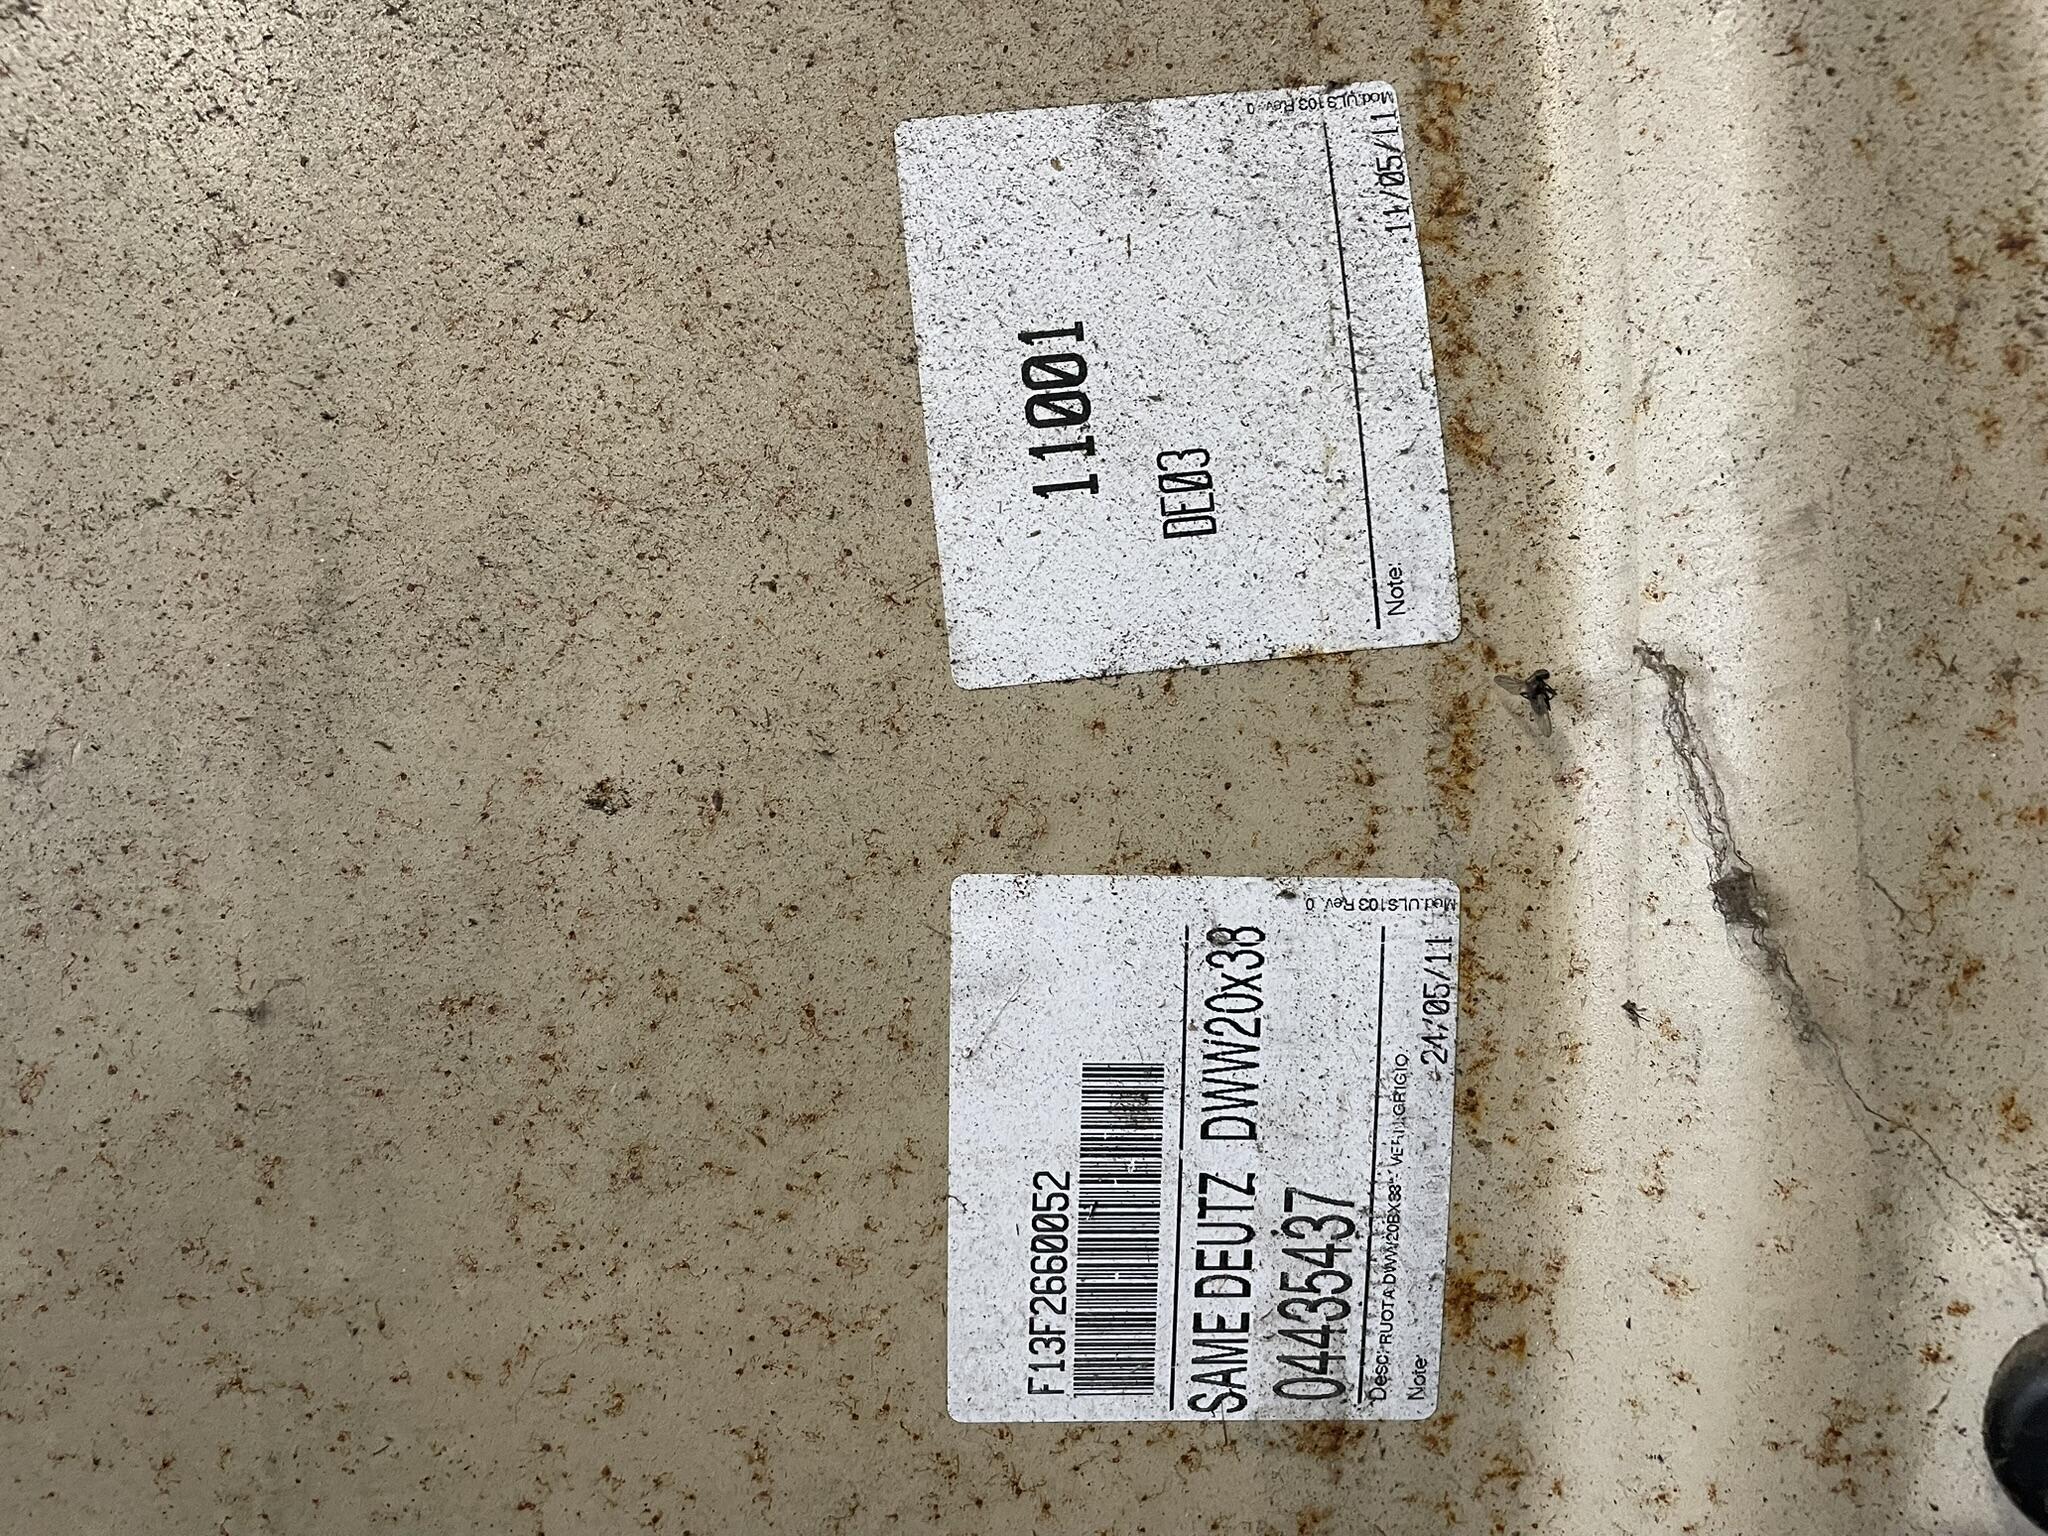 11001
DE03
Note:
11/05/11
Mod.ULS103 Rev. 0
F13F2660052
SAME DEUTZ DWW20x38
04435437
Desc: RUOTA DWW20BX38"
24/05/11
Note:
Mod.ULS103 Rev. 0